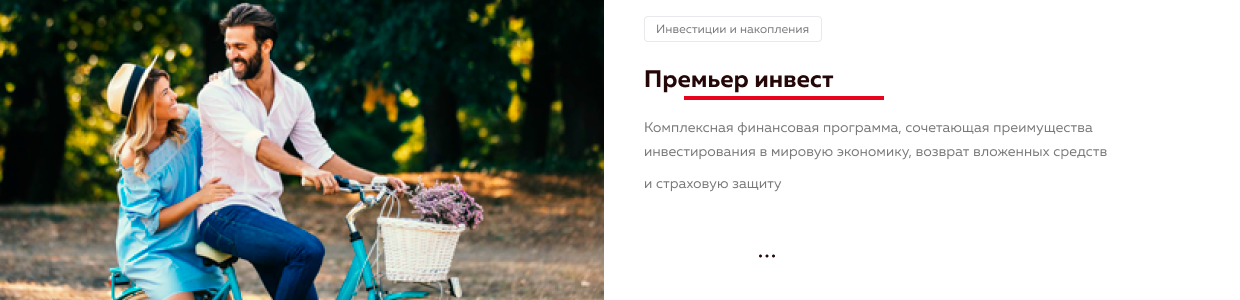 Инвестиции и накопления
Премьер инвест
Комплексная финансовая программа, сочетающая преимущества
инвестирования в мировую экономику, возврат вложенных средств
и страховую защиту
...